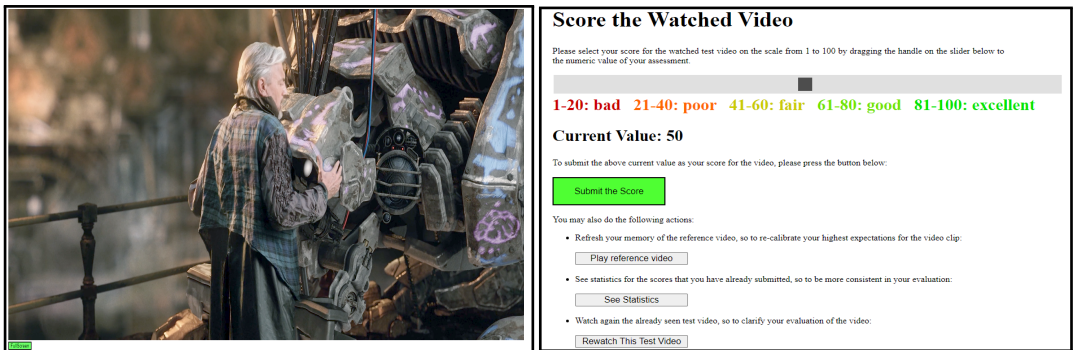 Score the Watched Video
Please select your score for the watched test video on the scale from 1 to 100 by dragging the handle on the slider below to
the numeric value of your assessment.
1-20: bad 21-40: poor 41-60: fair 61-80: good 81-100: excellent
Current Value: 50
To submit the above current value as your score for the video, please press the button below:
Submit the Score
You may also do the following actions:
Refresh your memory of the reference video, so to re-calibrate your highest expectations for the video clip:
Play reference video
See statistics for the scores that you have already submitted, so to be more consistent in your evaluation:
See Statistics
Watch again the already seen test video, so to clarify your evaluation of the video:
Rewatch This Test Video